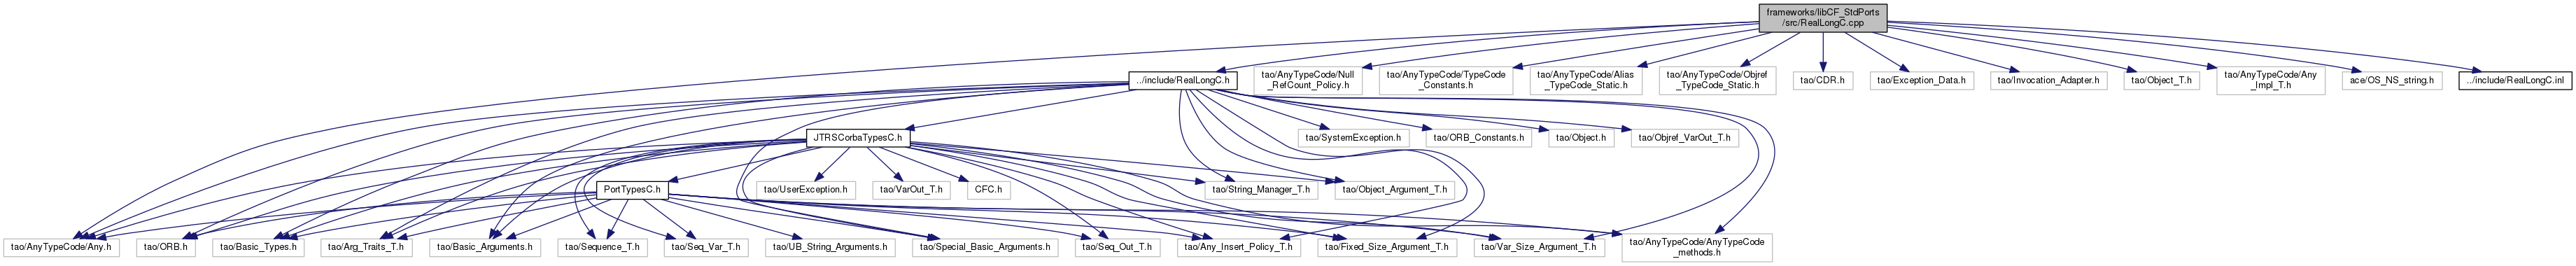 frameworks/libCF_StdPorts
/src/RealLongC.cpp
../include/RealLongC.h
tao/AnyTypeCode/Null
_RefCount_Policy.h
tao/AnyTypeCode/TypeCode
_Constants.h
tao/AnyTypeCode/Alias
_TypeCode_Static.h
tao/AnyTypeCode/Objref
_TypeCode_Static.h
tao/CDR.h
tao/Exception_Data.h
tao/Invocation_Adapter.h
tao/Object_T.h
tao/AnyTypeCode/Any
_Impl_T.h
ace/OS_NS_string.h
../include/RealLongC.inl
JTRSCorbaTypesC.h
tao/SystemException.h
tao/ORB_Constants.h
tao/Object.h
tao/Objref_VarOut_T.h
PortTypesC.h
tao/UserException.h
tao/VarOut_T.h
CFC.h
tao/String_Manager_T.h
tao/Object_Argument_T.h
tao/AnyTypeCode/Any.h
tao/ORB.h
tao/Basic_Types.h
tao/Arg_Traits_T.h
tao/Basic_Arguments.h
tao/Sequence_T.h
tao/Seq_Var_T.h
tao/UB_String_Arguments.h
tao/Special_Basic_Arguments.h
tao/Seq_Out_T.h
tao/Any_Insert_Policy_T.h
tao/Fixed_Size_Argument_T.h
tao/Var_Size_Argument_T.h
tao/AnyTypeCode/AnyTypeCode
_methods.h